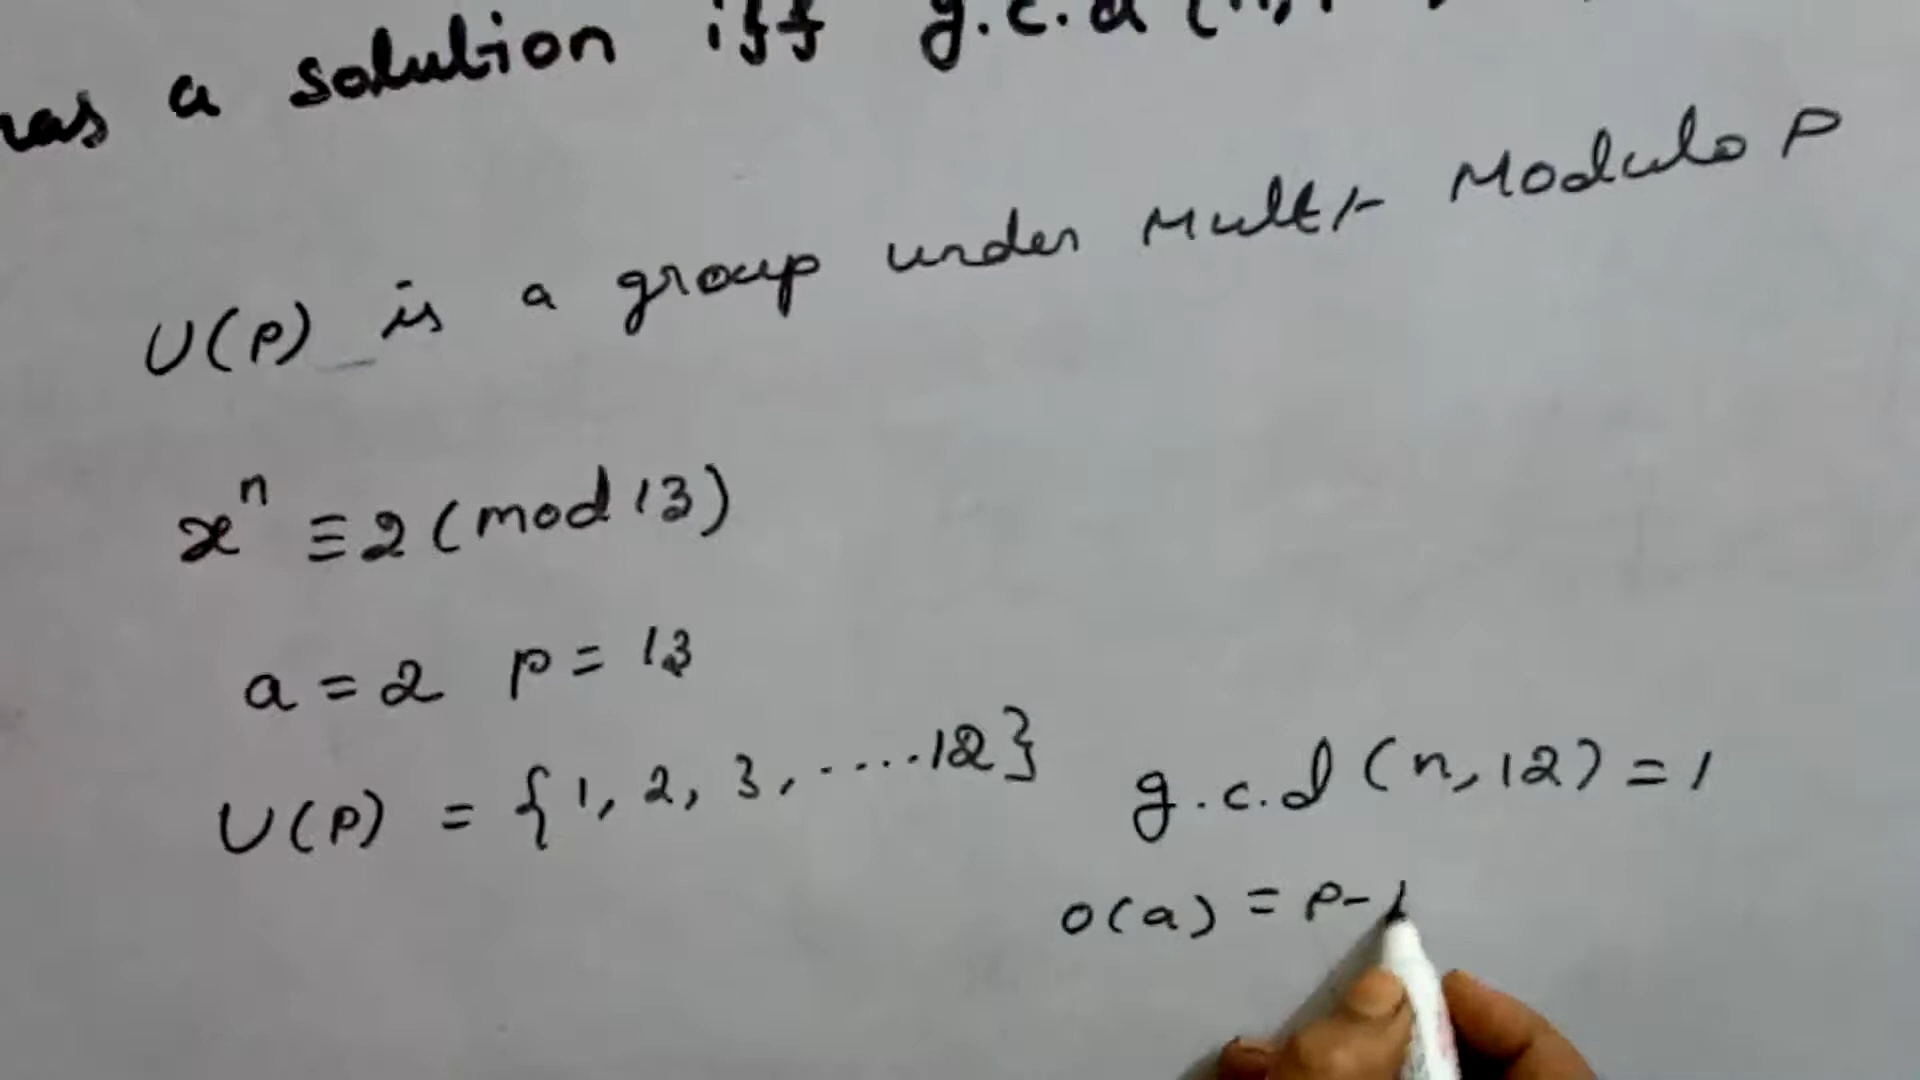 has a solution iff g.c.d (n,
U(P) is a group under Mult/- Modulo P
xⁿ ≡ 2 (mod 13)
a = 2 p = 13
U(P) = {1, 2, 3, ....12}
g.c.d (n, 12) = 1
o(a) = P-1